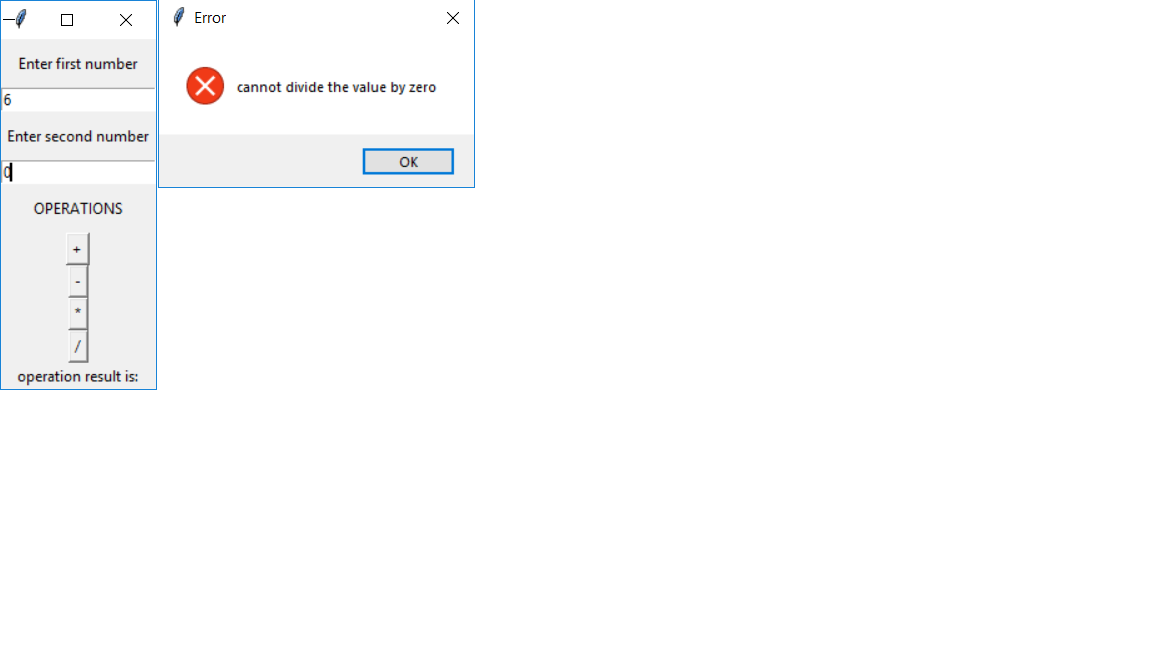 Enter first number
6
Enter second number
0
OPERATIONS
+
-
*
/
operation result is:
Error
cannot divide the value by zero
OK